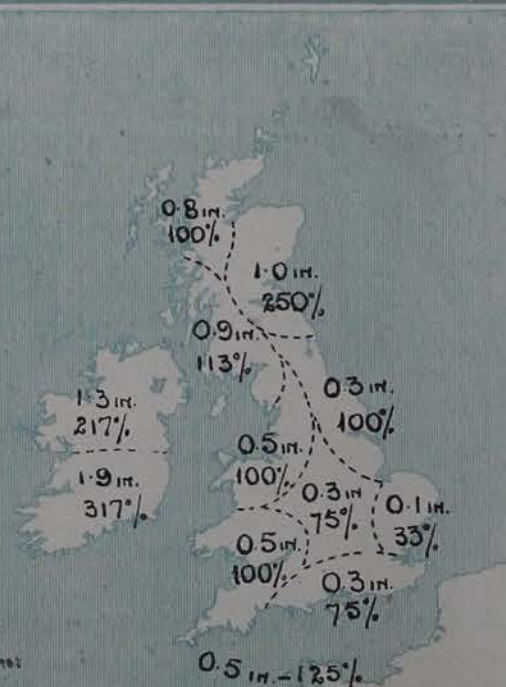 0.8 IN.
100%
1.0 IN.
250%
0.9 IN.
113%
1.3 IN.
217%
0.3 IN.
100%
0.5 IN.
100%
1.9 IN.
317%
0.3 IN
75%
0.1 IN.
33%
0.5 IN.
100%
0.3 IN.
75%
0.5 IN. - 125%